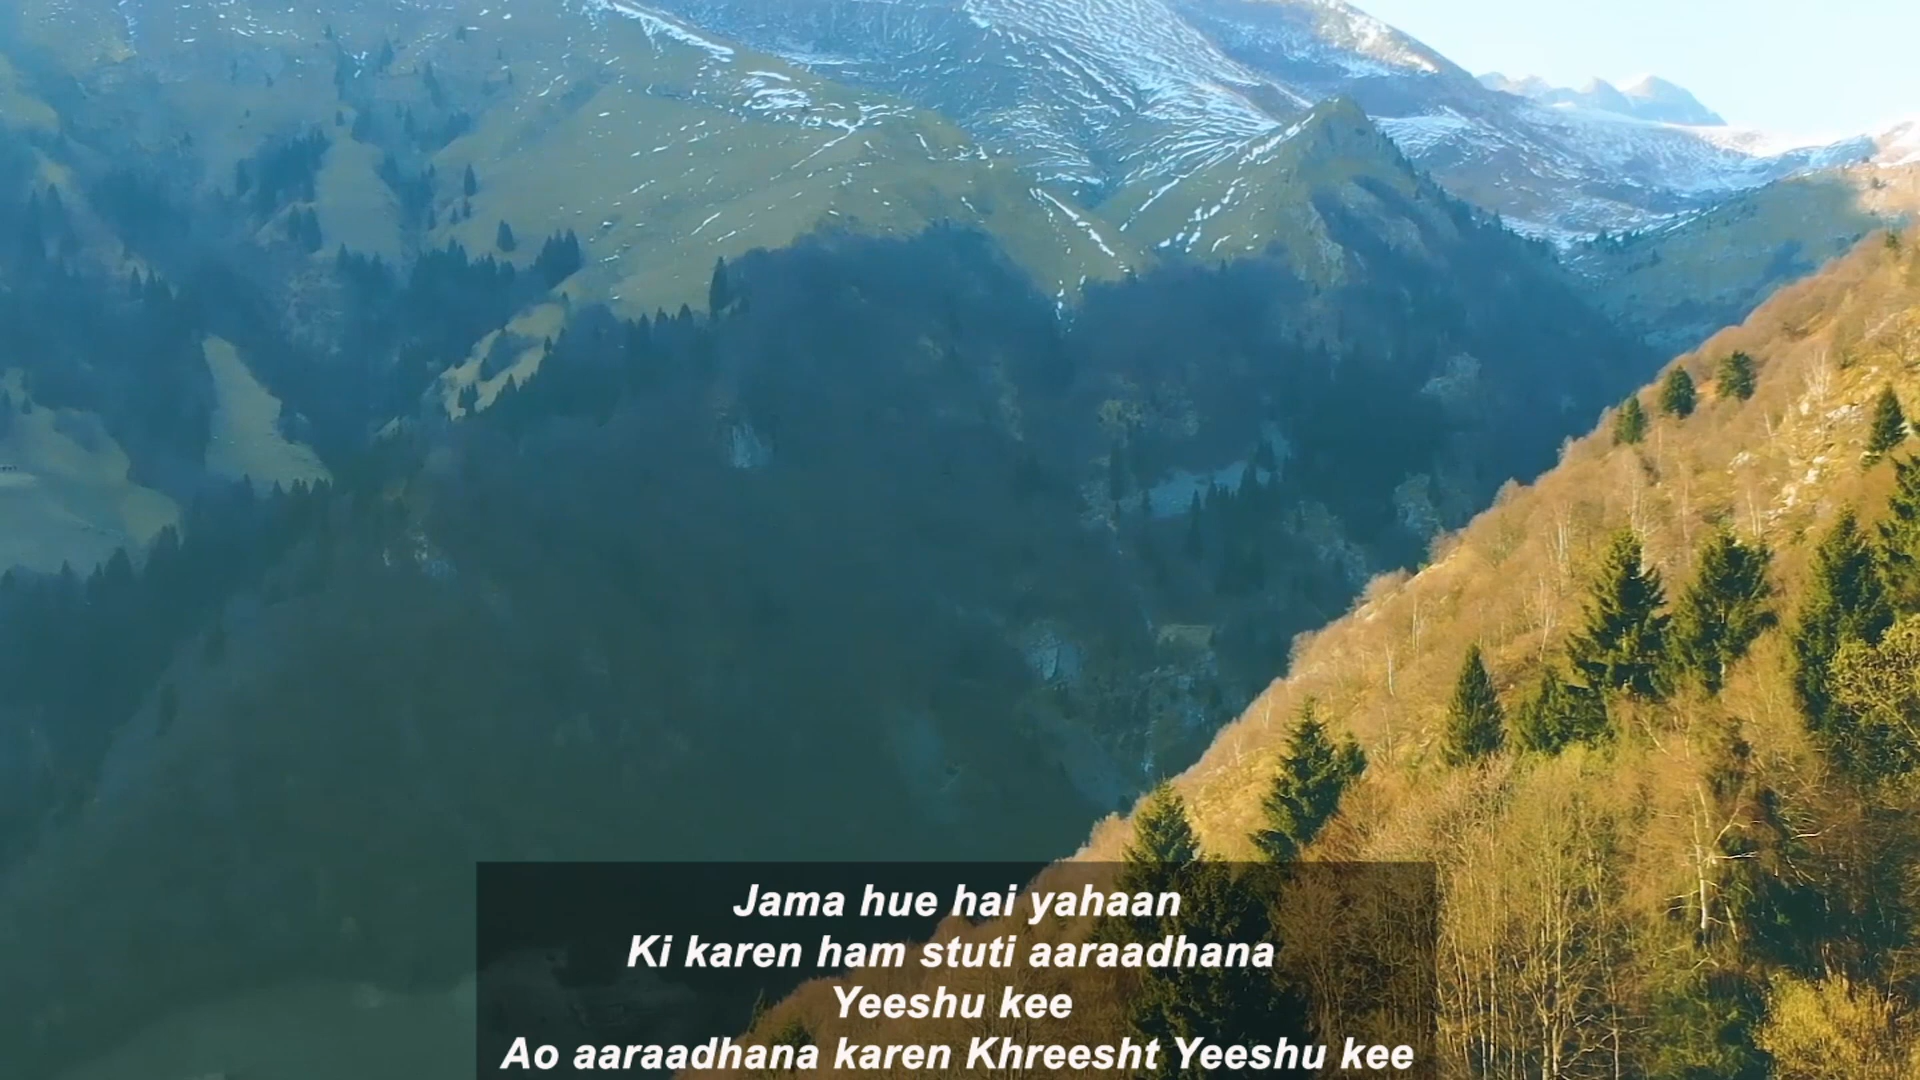 Jama hue hai yahaan
Ki karen ham stuti aaraadhana
Yeeshu kee
Ao aaraadhana karen Khreesht Yeeshu kee